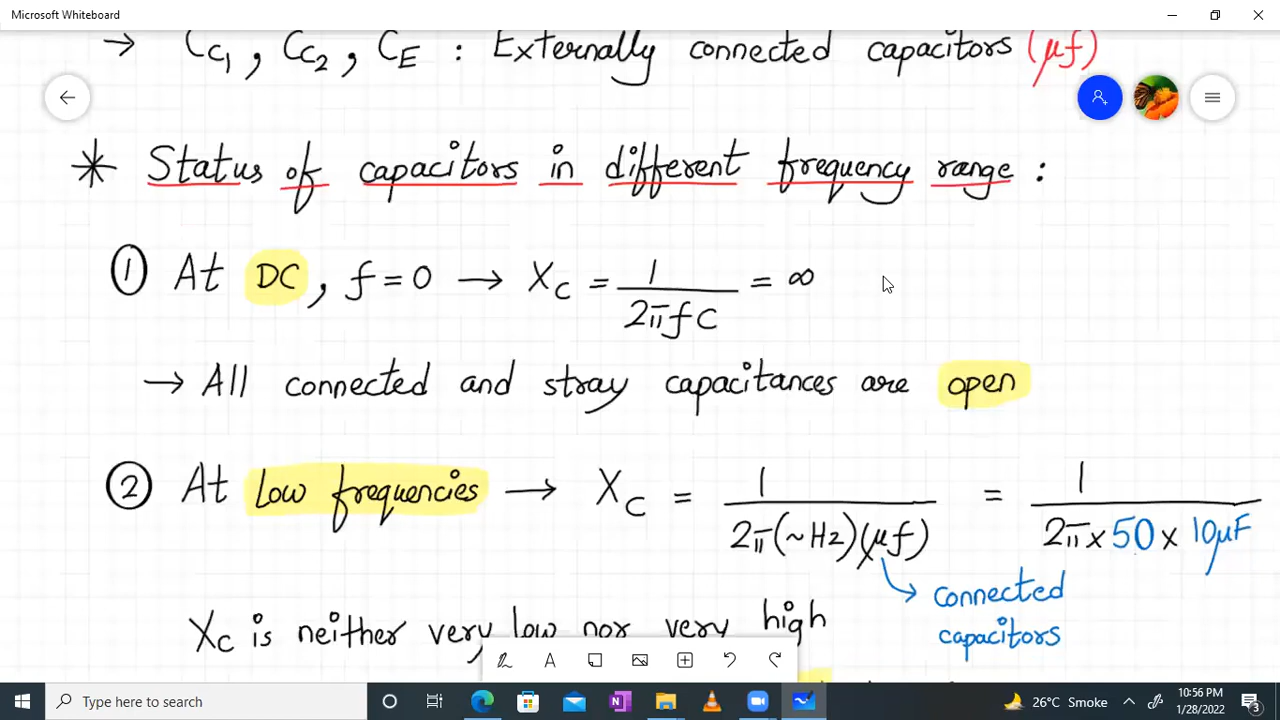 Microsoft Whiteboard
→ CC1, CC2, CE : Externally connected capacitors (μf)
* Status of capacitors in different frequency range :
① At DC, f = 0 → XC = 1 / 2πfC = ∞
→ All connected and stray capacitances are open
② At low frequencies → XC = 1 / 2π(~Hz)(μf) = 1 / 2π × 50 × 10μF
connected
capacitors
XC is neither very low nor very high
Type here to search
26°C Smoke
10:56 PM
1/28/2022
3